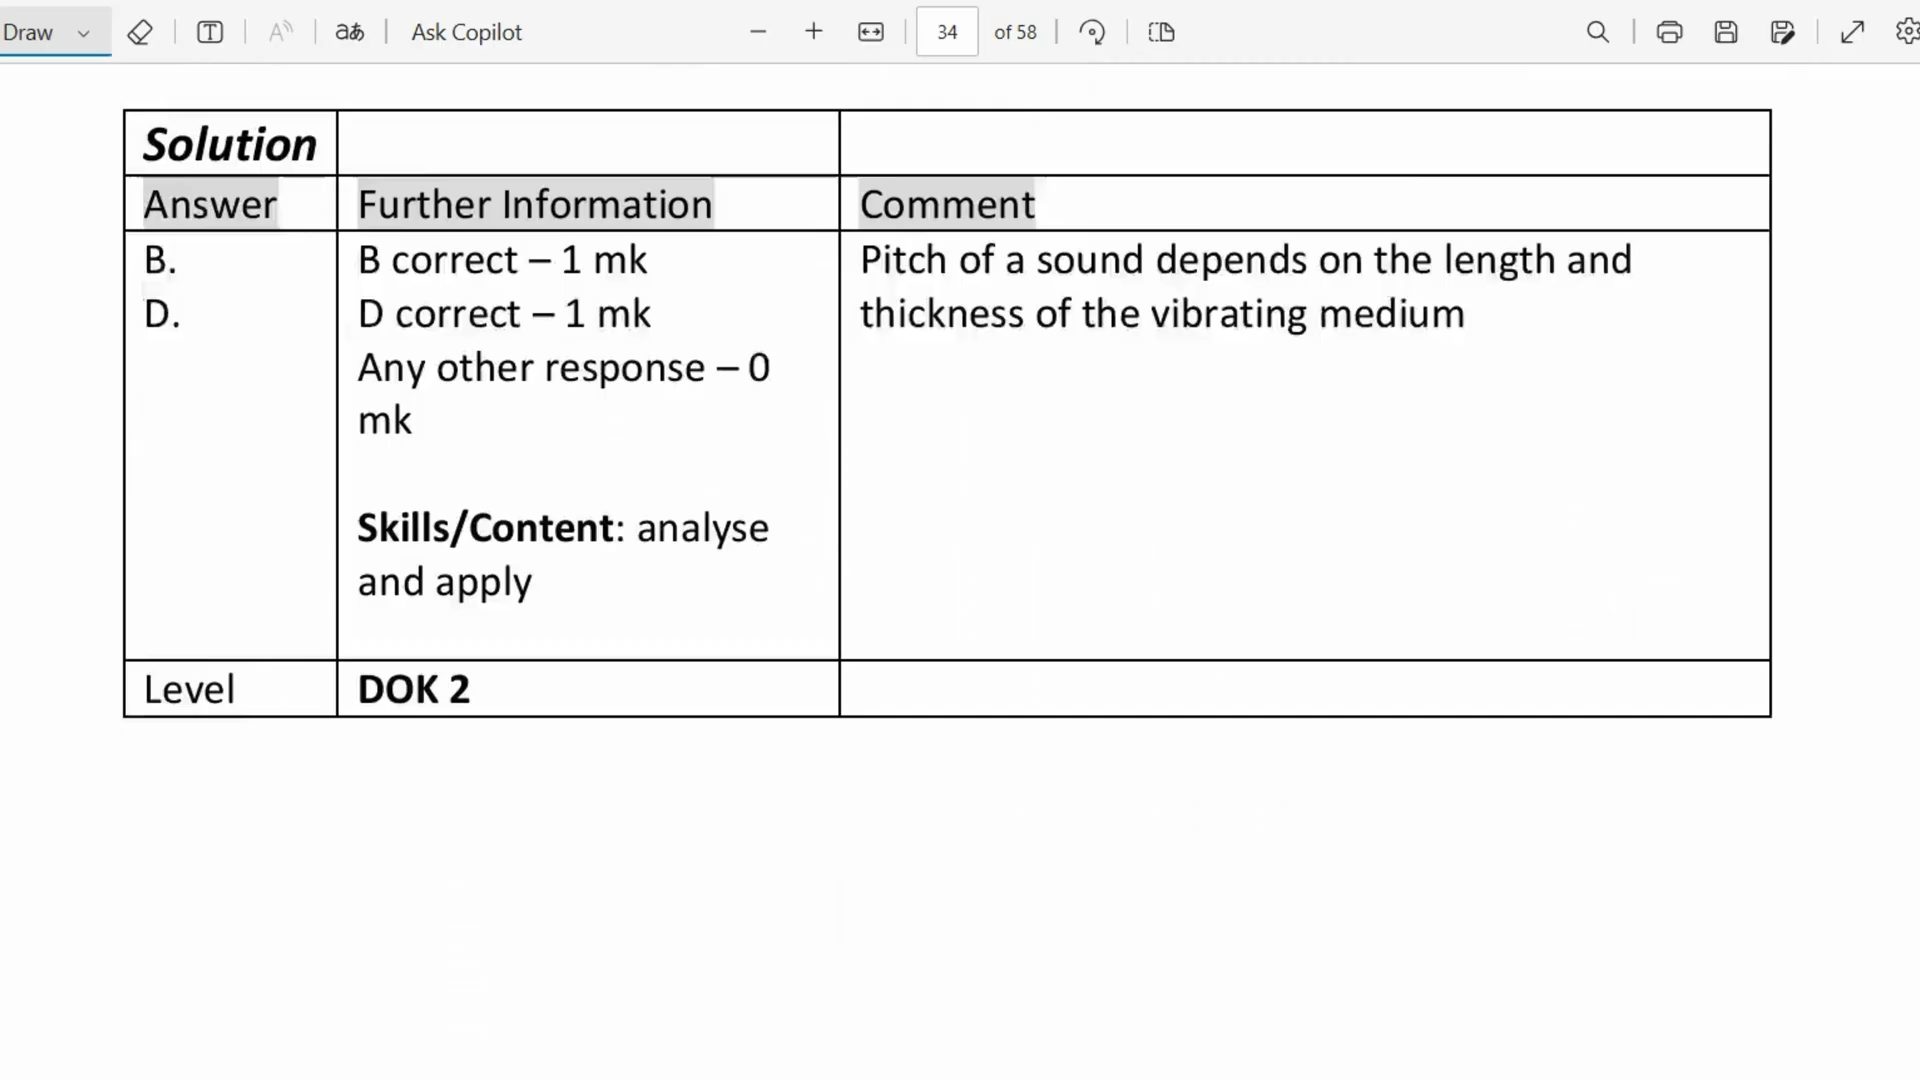 Draw
Ask Copilot
34
of 58
Solution
Answer
Further Information
Comment
B.
D.
B correct – 1 mk
D correct – 1 mk
Any other response – 0
mk
Skills/Content: analyse
and apply
Pitch of a sound depends on the length and
thickness of the vibrating medium
Level
DOK 2